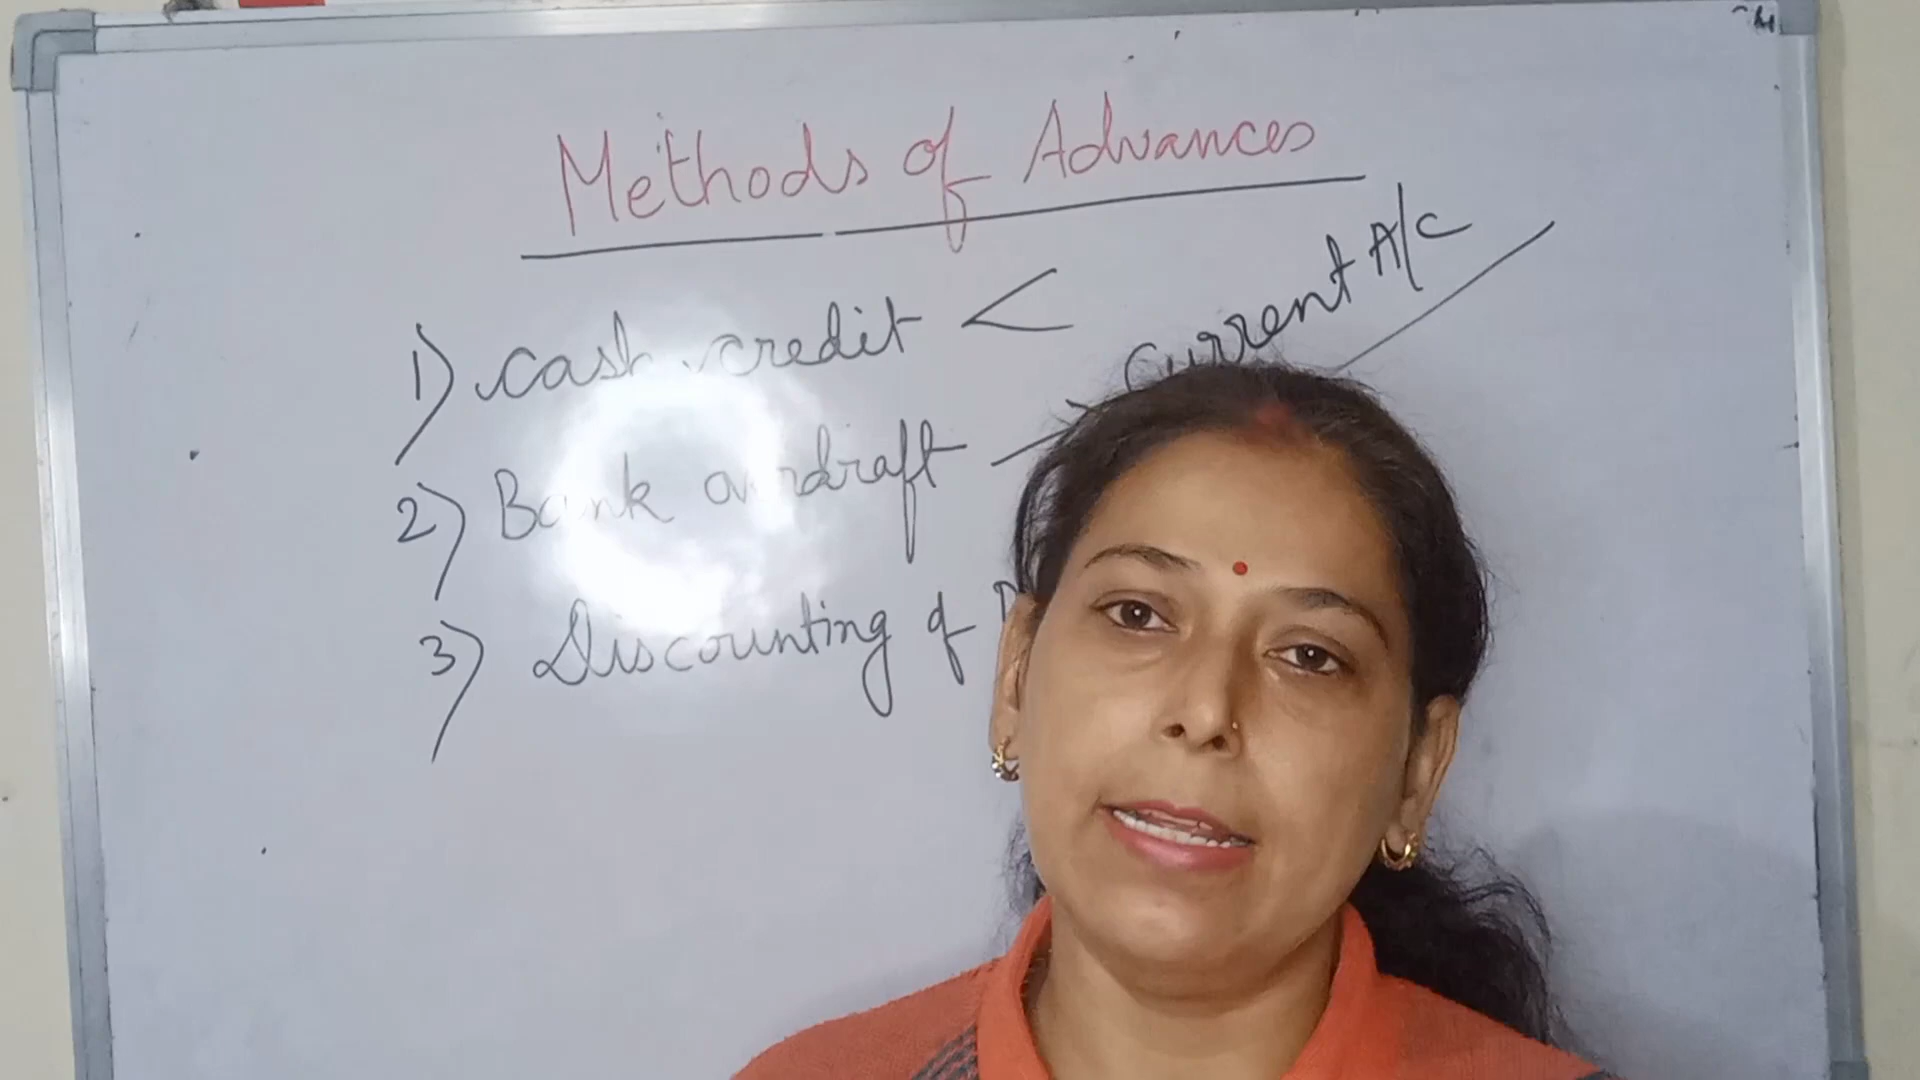 Methods of Advances
1) cash credit <
2) Bank overdraft → Current A/c
3) Discounting of